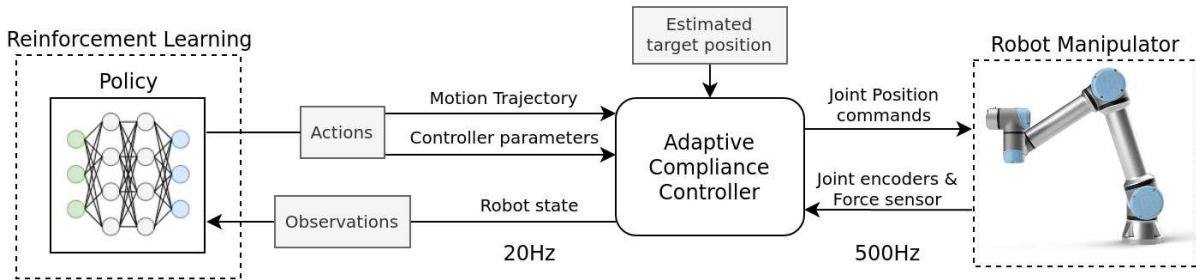 Reinforcement Learning
Policy
Actions
Observations
Motion Trajectory
Controller parameters
Robot state
20Hz
Estimated
target position
Adaptive
Compliance
Controller
Joint Position
commands
Joint encoders &
Force sensor
500Hz
Robot Manipulator